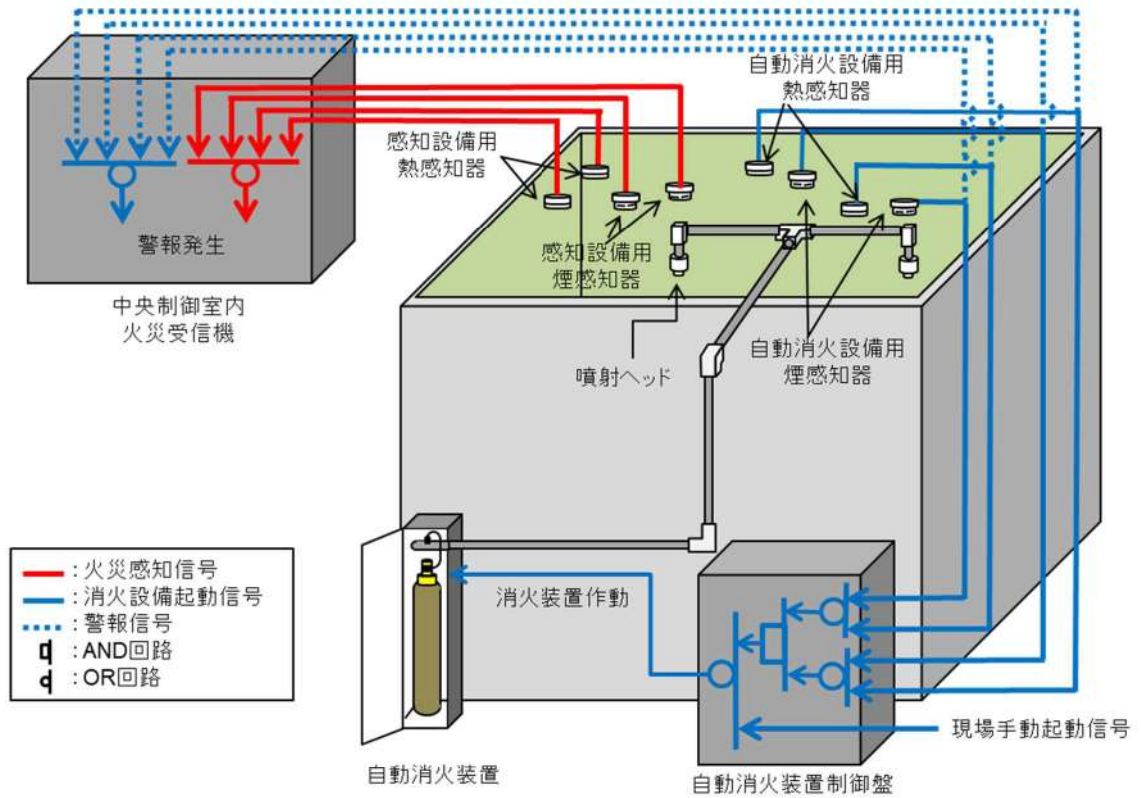 自動消火設備用
熱感知器
感知設備用
熱感知器
警報発生
感知設備用
煙感知器
中央制御室内
火災受信機
噴射ヘッド
自動消火設備用
煙感知器
:火災感知信号
:消火設備起動信号
:警報信号
:AND回路
:OR回路
消火装置作動
現場手動起動信号
自動消火装置
自動消火装置制御盤